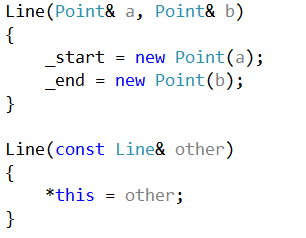 Line(Point& a, Point& b)
{
    _start = new Point(a);
    _end = new Point(b);
}

Line(const Line& other)
{
    *this = other;
}